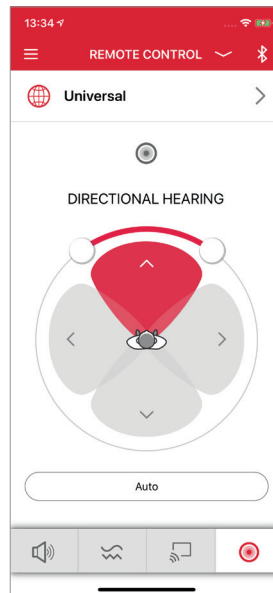 13:34
REMOTE CONTROL
Universal
DIRECTIONAL HEARING
Auto